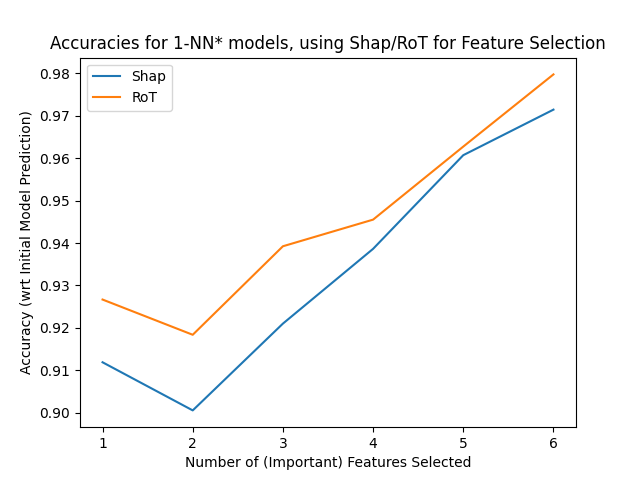 Accuracies for 1-NN* models, using Shap/RoT for Feature Selection
Shap
RoT
Accuracy (wrt Initial Model Prediction)
0.98
0.97
0.96
0.95
0.94
0.93
0.92
0.91
0.90
1 2 3 4 5 6
Number of (Important) Features Selected